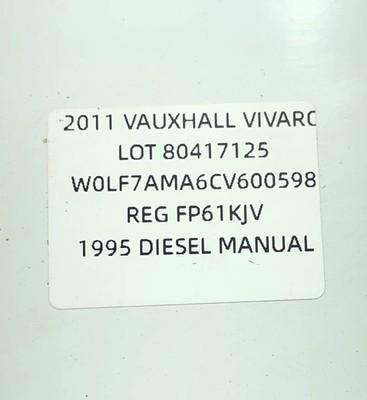 2011 VAUXHALL VIVARO
LOT 80417125
W0LF7AMA6CV600598
REG FP61KJV
1995 DIESEL MANUAL